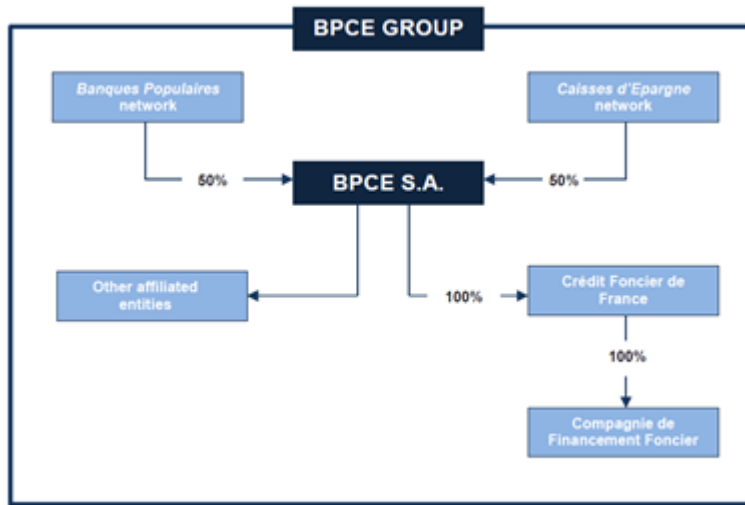 BPCE GROUP
Banques Populaires
network
Caisses d'Epargne
network
50%
BPCE S.A.
50%
Other affiliated
entities
100%
Crédit Foncier de
France
100%
Compagnie de
Financement Foncier